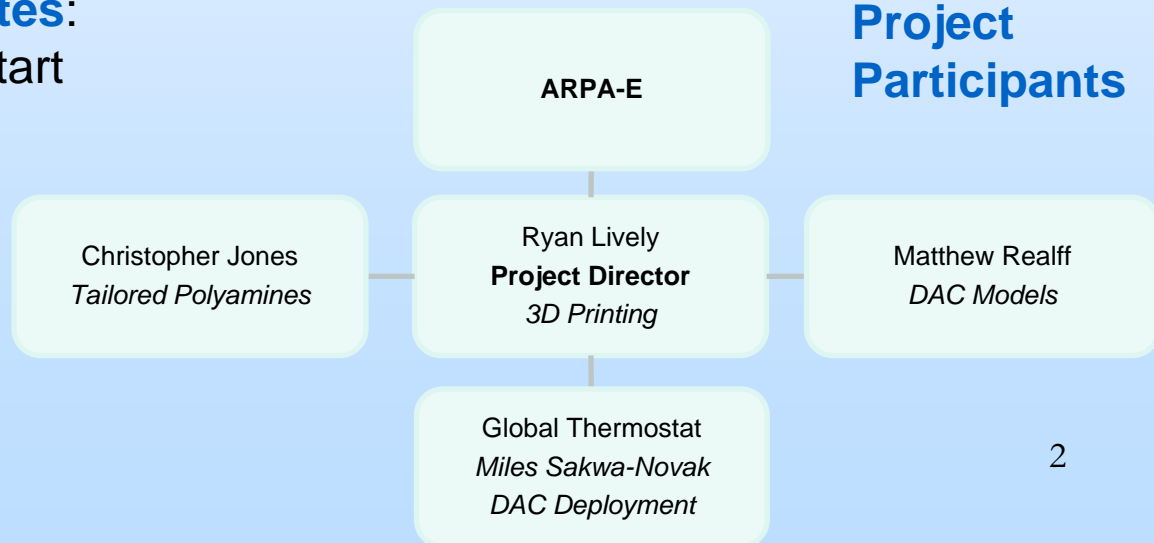 tes:
tart
Project
Participants
ARPA-E
Christopher Jones
Tailored Polyamines
Ryan Lively
Project Director
3D Printing
Matthew Realff
DAC Models
Global Thermostat
Miles Sakwa-Novak
DAC Deployment
2